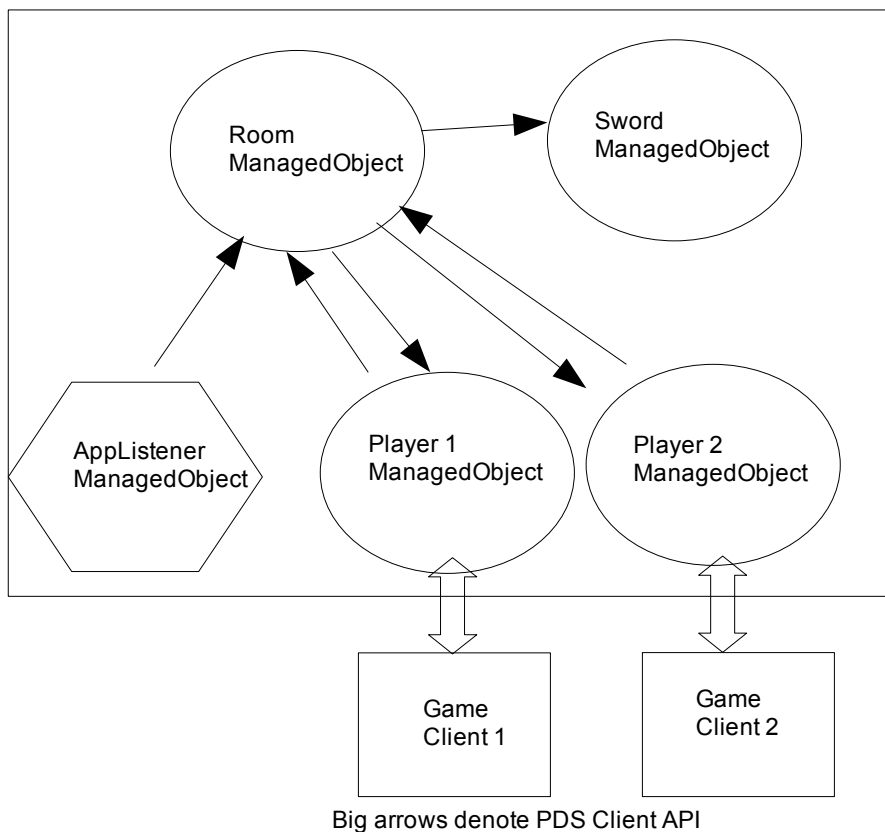 Room
ManagedObject
Sword
ManagedObject
AppListener
ManagedObject
Player 1
ManagedObject
Player 2
ManagedObject
Game
Client 1
Game
Client 2
Big arrows denote PDS Client API